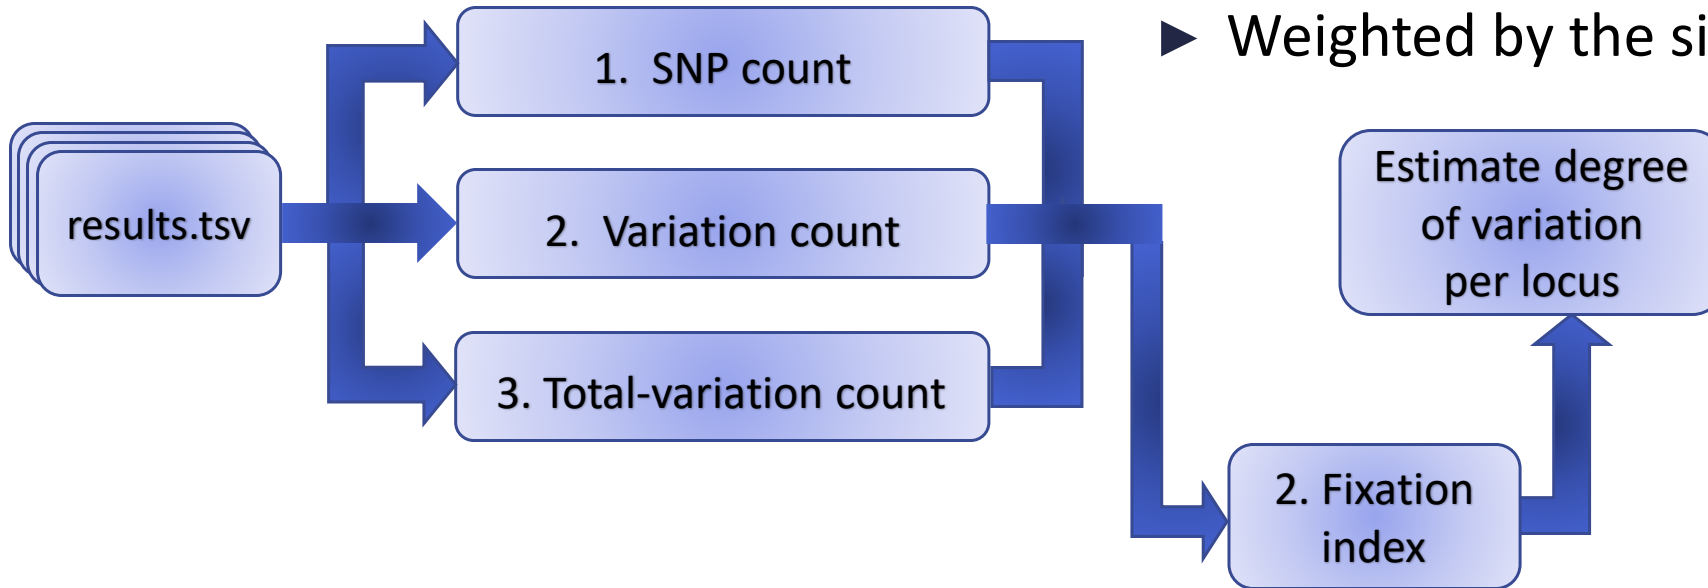 1. SNP count
► Weighted by the si
results.tsv
2. Variation count
3. Total-variation count
Estimate degree
of variation
per locus
2. Fixation
index